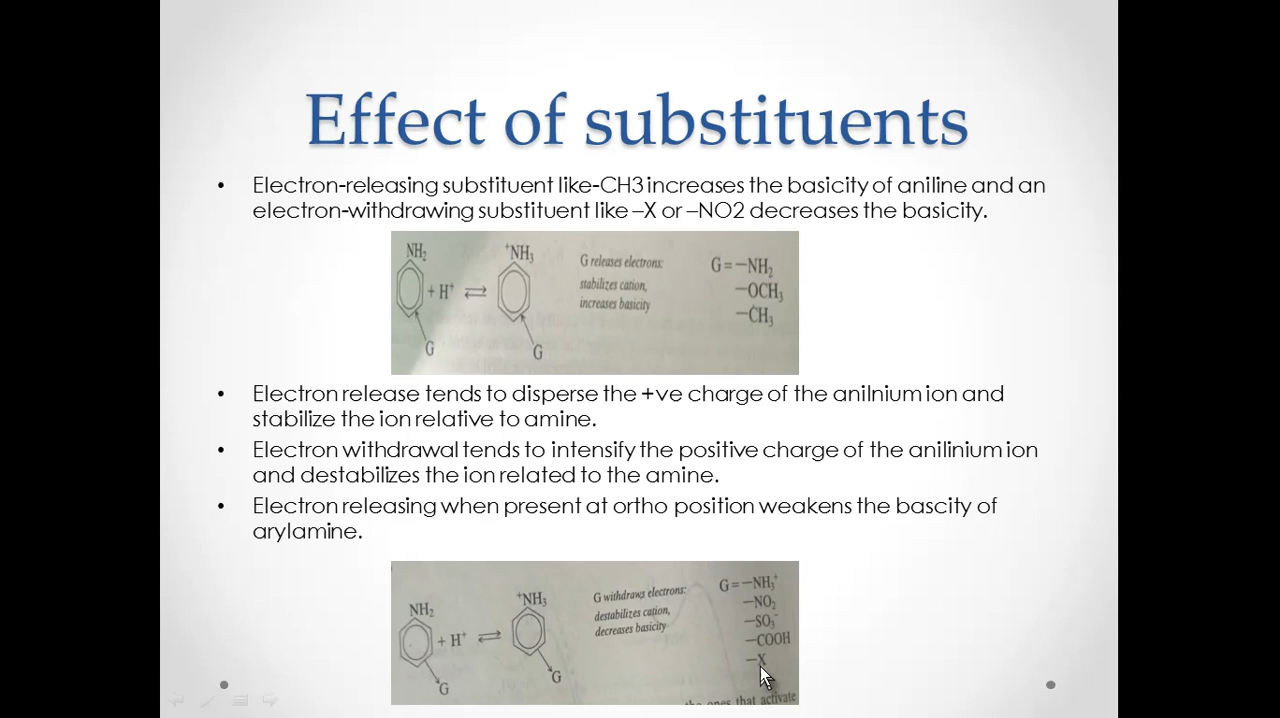 Effect of substituents
• Electron-releasing substituent like-CH3 increases the basicity of aniline and an
electron-withdrawing substituent like –X or –NO2 decreases the basicity.
NH₂ + H⁺ ⇌ ⁺NH₃
G G
G releases electrons:
stabilizes cation,
increases basicity
G = —NH₂
—OCH₃
—CH₃
• Electron release tends to disperse the +ve charge of the anilnium ion and
stabilize the ion relative to amine.
• Electron withdrawal tends to intensify the positive charge of the anilinium ion
and destabilizes the ion related to the amine.
• Electron releasing when present at ortho position weakens the bascity of
arylamine.
NH₂ + H⁺ ⇌ ⁺NH₃
G G
G withdraws electrons:
destabilizes cation,
decreases basicity
G = —NH₃⁺
—NO₂
—SO₃⁻
—COOH
—X
the ones that activate